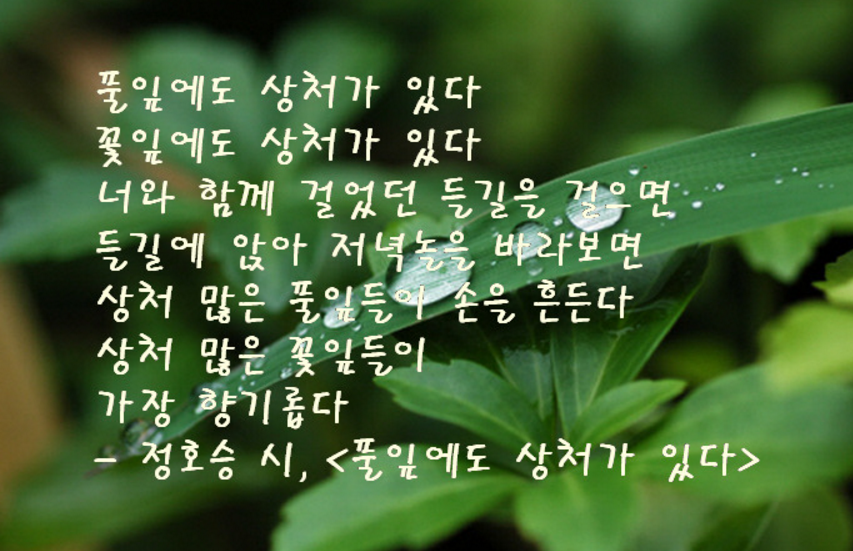 풀잎에도 상처가 있다
꽃잎에도 상처가 있다
너와 함께 걸었던 들길을 걸으면
들길에 앉아 저녁놀을 바라보면
상처 많은 풀잎들이 손을 흔든다
상처 많은 꽃잎들이
가장 향기롭다
- 정호승 시, <풀잎에도 상처가 있다>